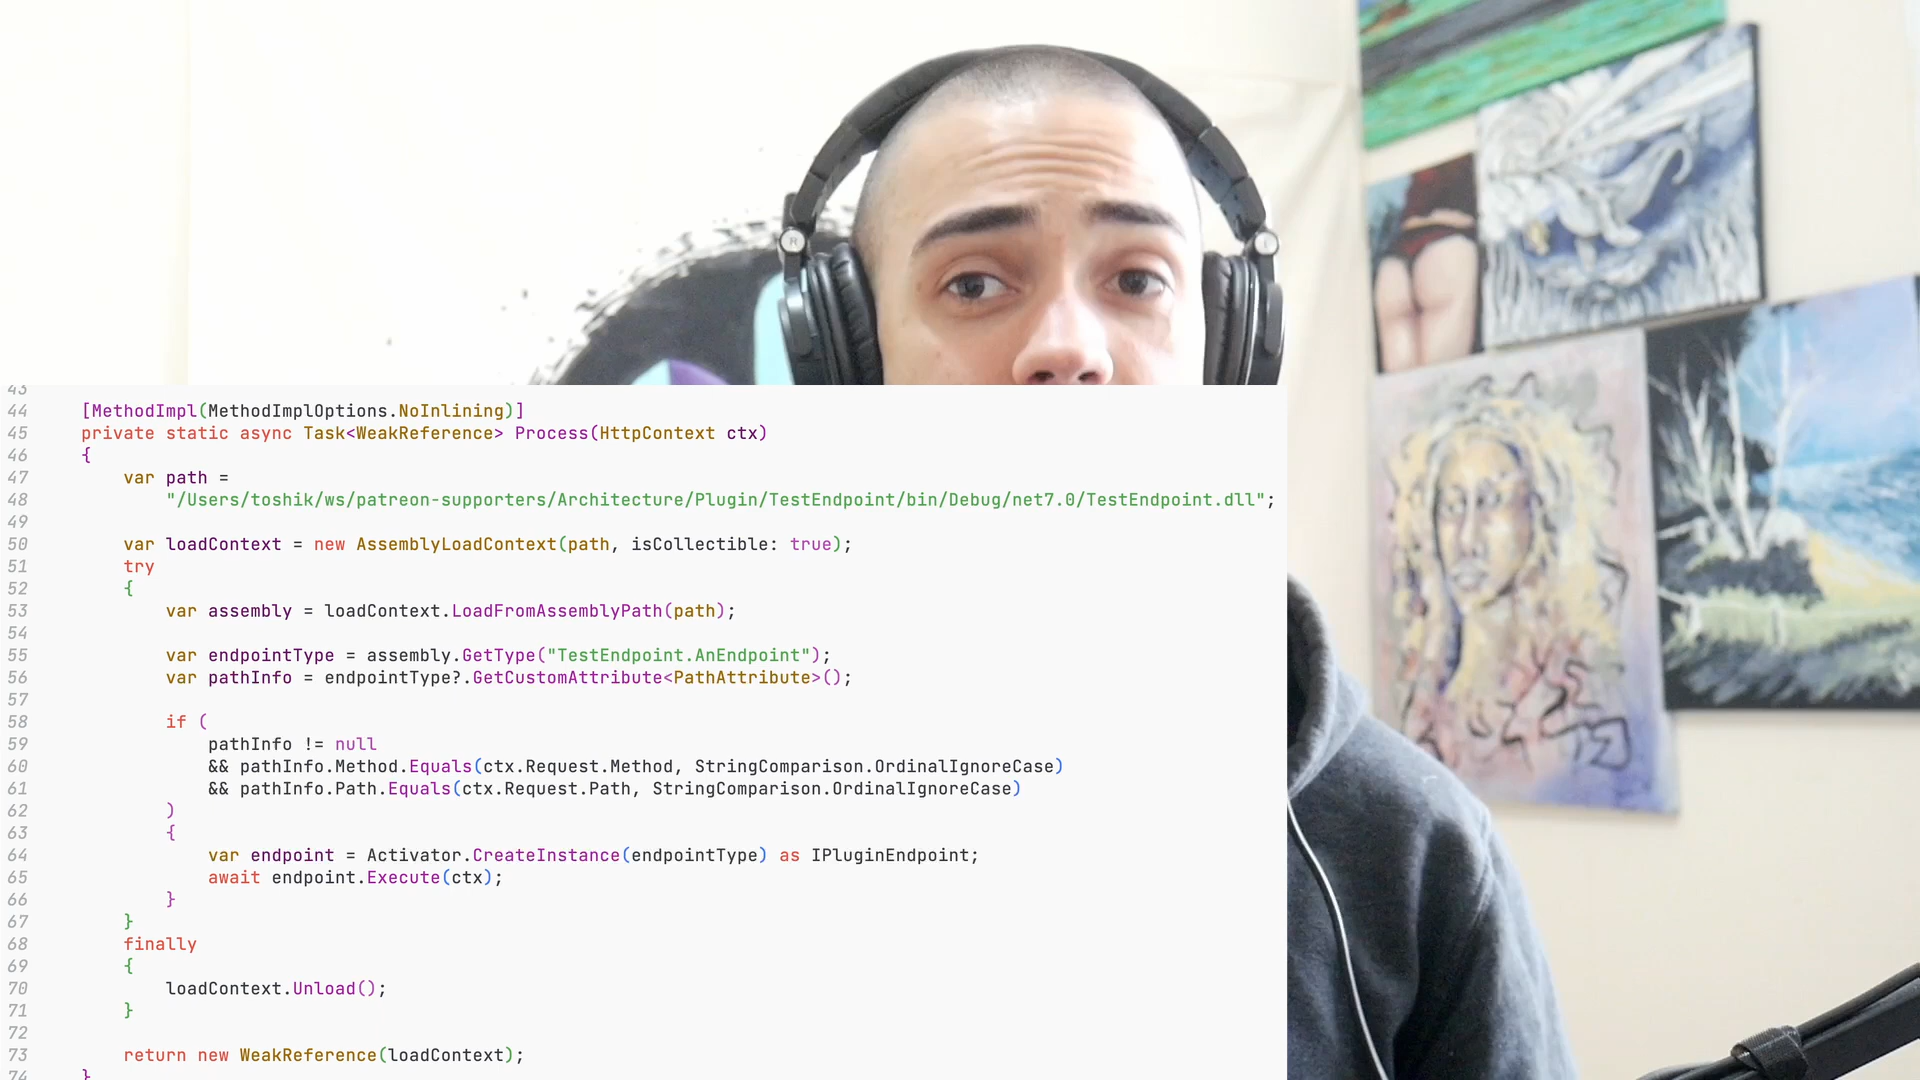 R
43
44 [MethodImpl(MethodImplOptions.NoInlining)]
45 private static async Task<WeakReference> Process(HttpContext ctx)
46 {
47 var path =
48 "/Users/toshik/ws/patreon-supporters/Architecture/Plugin/TestEndpoint/bin/Debug/net7.0/TestEndpoint.dll";
49
50 var loadContext = new AssemblyLoadContext(path, isCollectible: true);
51 try
52 {
53 var assembly = loadContext.LoadFromAssemblyPath(path);
54
55 var endpointType = assembly.GetType("TestEndpoint.AnEndpoint");
56 var pathInfo = endpointType?.GetCustomAttribute<PathAttribute>();
57
58 if (
59 pathInfo != null
60 && pathInfo.Method.Equals(ctx.Request.Method, StringComparison.OrdinalIgnoreCase)
61 && pathInfo.Path.Equals(ctx.Request.Path, StringComparison.OrdinalIgnoreCase)
62 )
63 {
64 var endpoint = Activator.CreateInstance(endpointType) as IPluginEndpoint;
65 await endpoint.Execute(ctx);
66 }
67 }
68 finally
69 {
70 loadContext.Unload();
71 }
72
73 return new WeakReference(loadContext);
74 }